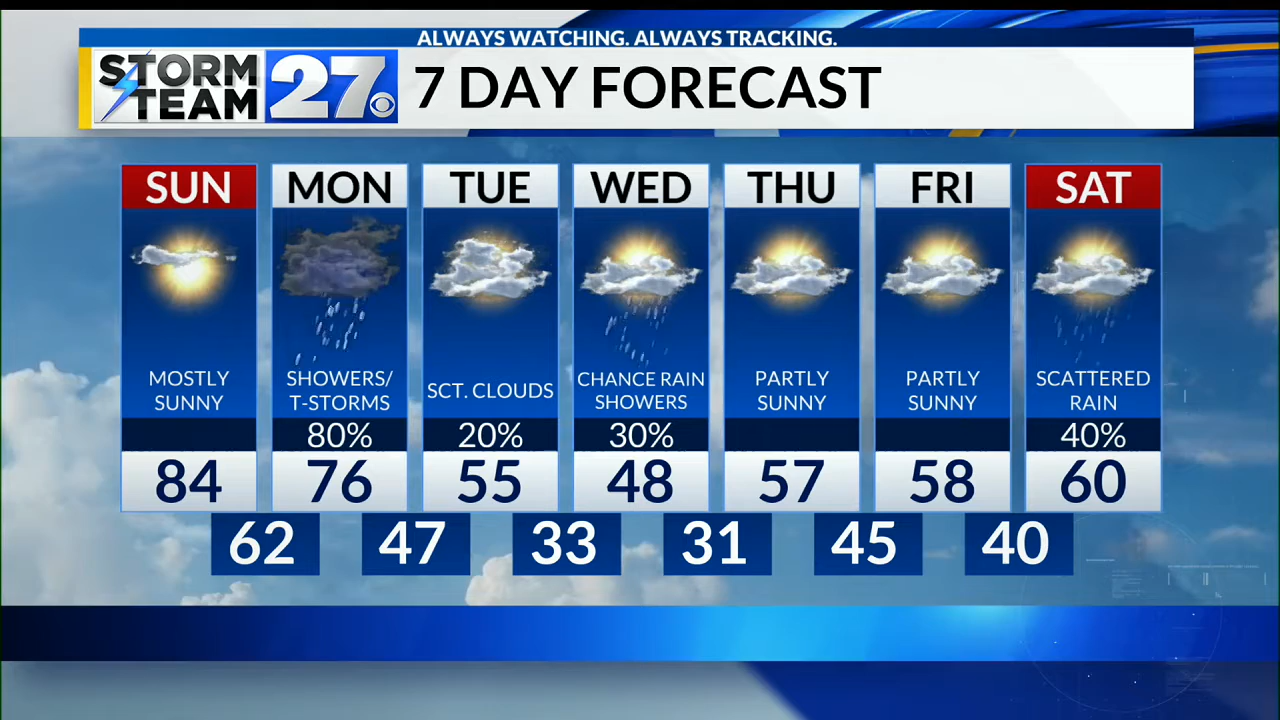 ALWAYS WATCHING. ALWAYS TRACKING.
STORM
TEAM
27
7 DAY FORECAST
SUN MON TUE WED THU FRI SAT
MOSTLY
SUNNY
SHOWERS/
T-STORMS
SCT. CLOUDS
CHANCE RAIN
SHOWERS
PARTLY
SUNNY
PARTLY
SUNNY
SCATTERED
RAIN
80% 20% 30% 40%
84 76 55 48 57 58 60
62 47 33 31 45 40